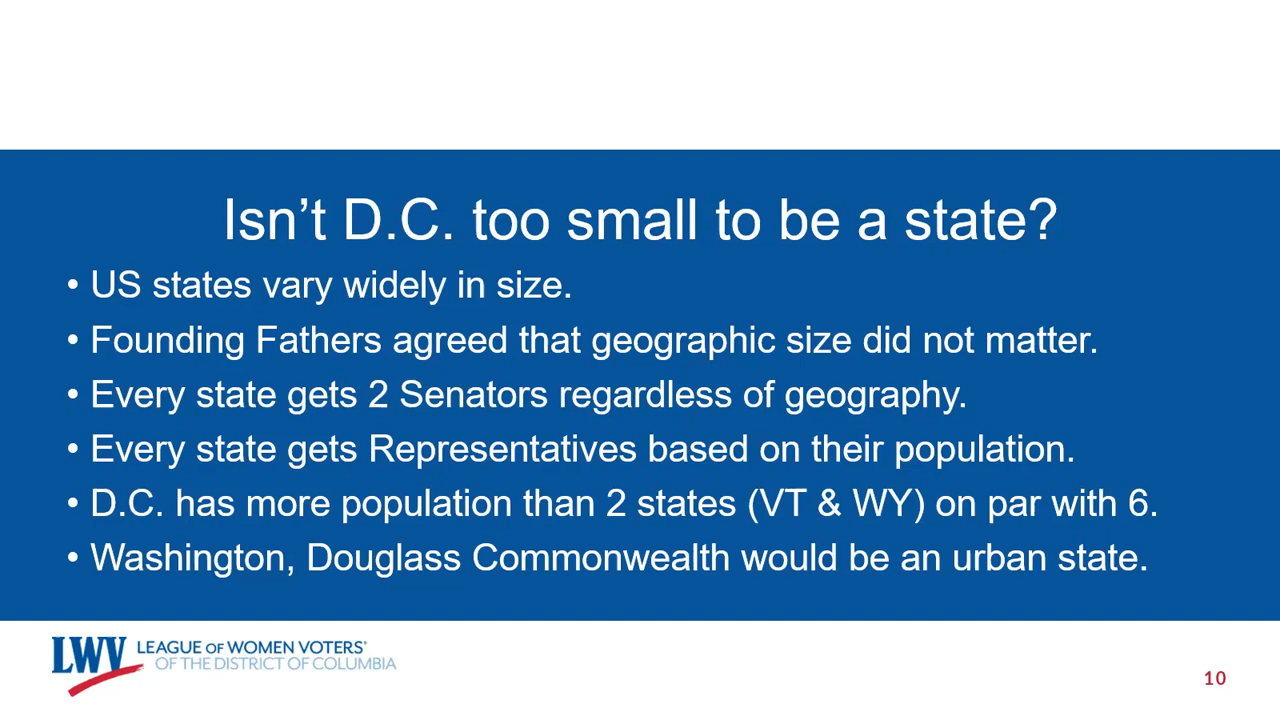 Isn’t D.C. too small to be a state?
• US states vary widely in size.
• Founding Fathers agreed that geographic size did not matter.
• Every state gets 2 Senators regardless of geography.
• Every state gets Representatives based on their population.
• D.C. has more population than 2 states (VT & WY) on par with 6.
• Washington, Douglass Commonwealth would be an urban state.
LWV LEAGUE OF WOMEN VOTERS®
OF THE DISTRICT OF COLUMBIA
10